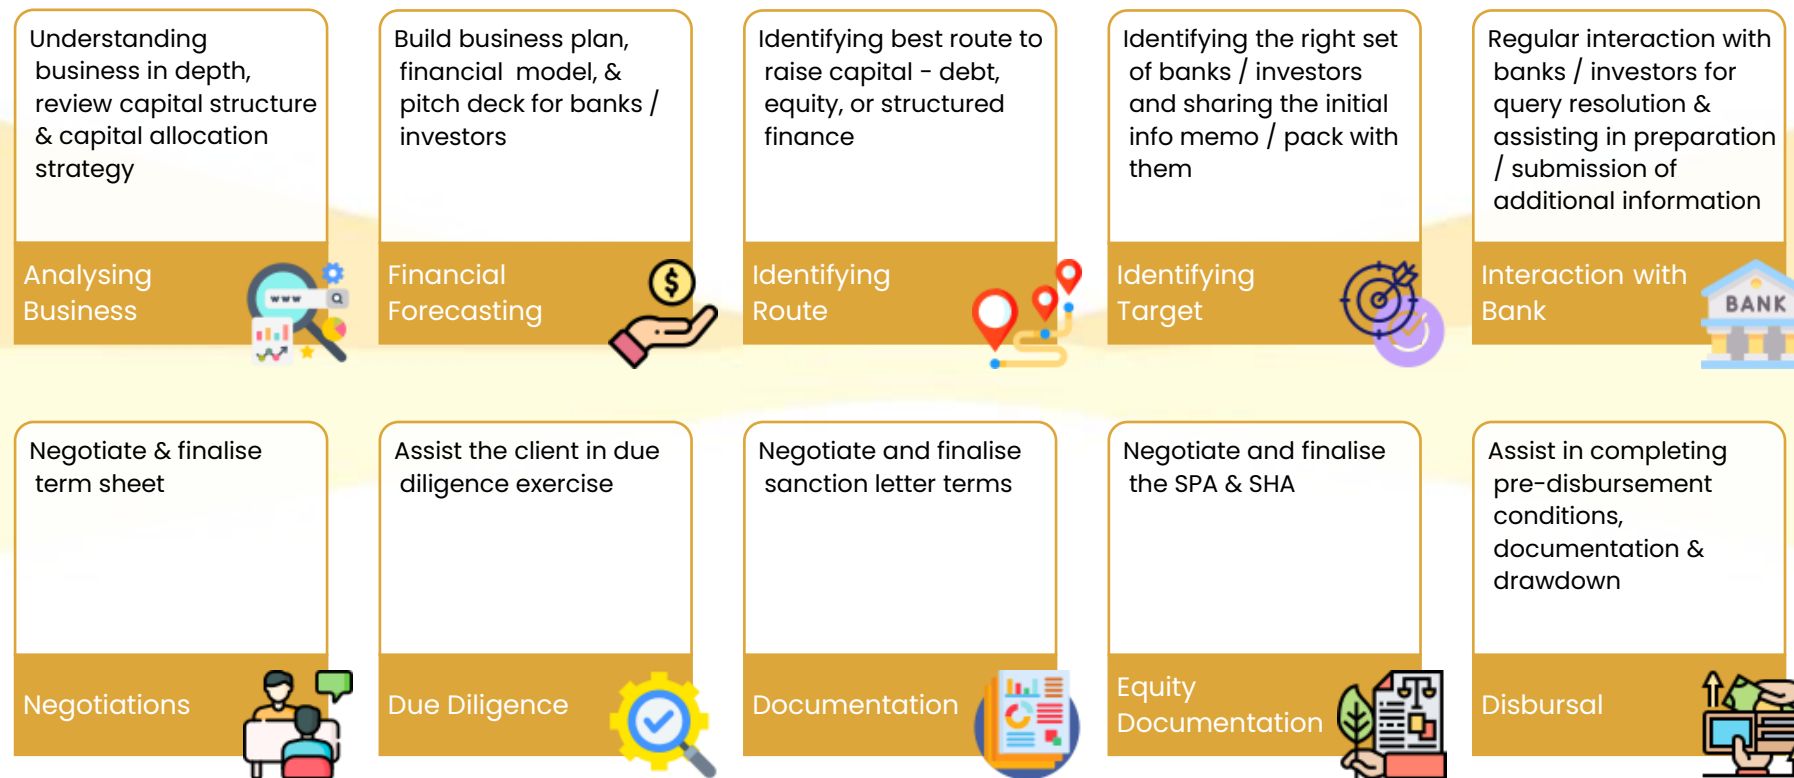 Understanding
business in depth,
review capital structure
& capital allocation
strategy
Analysing
Business
www
Build business plan,
financial model, &
pitch deck for banks /
investors
Financial
Forecasting
$
Identifying best route to
raise capital - debt,
equity, or structured
finance
Identifying
Route
Identifying the right set
of banks / investors
and sharing the initial
info memo / pack with
them
Identifying
Target
Regular interaction with
banks / investors for
query resolution &
assisting in preparation
/ submission of
additional information
Interaction with
Bank
BANK
Negotiate & finalise
term sheet
Negotiations
Assist the client in due
diligence exercise
Due Diligence
Negotiate and finalise
sanction letter terms
Documentation
Negotiate and finalise
the SPA & SHA
Equity
Documentation
Assist in completing
pre-disbursement
conditions,
documentation &
drawdown
Disbursal